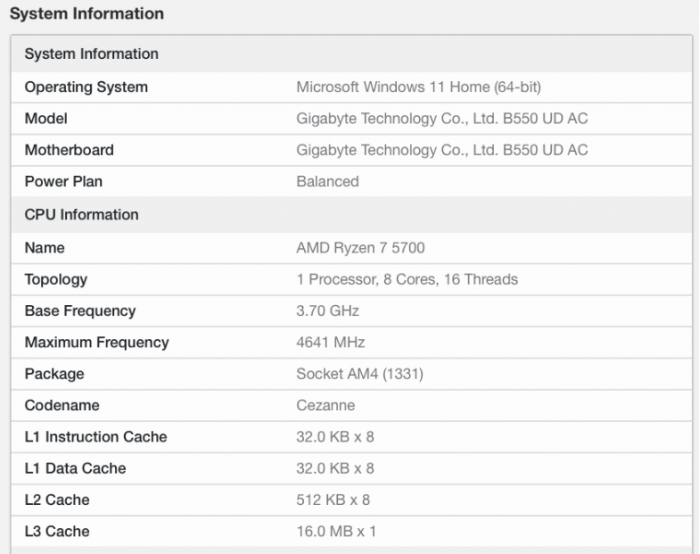 System Information
System Information
Operating System Microsoft Windows 11 Home (64-bit)
Model Gigabyte Technology Co., Ltd. B550 UD AC
Motherboard Gigabyte Technology Co., Ltd. B550 UD AC
Power Plan Balanced
CPU Information
Name AMD Ryzen 7 5700
Topology 1 Processor, 8 Cores, 16 Threads
Base Frequency 3.70 GHz
Maximum Frequency 4641 MHz
Package Socket AM4 (1331)
Codename Cezanne
L1 Instruction Cache 32.0 KB x 8
L1 Data Cache 32.0 KB x 8
L2 Cache 512 KB x 8
L3 Cache 16.0 MB x 1